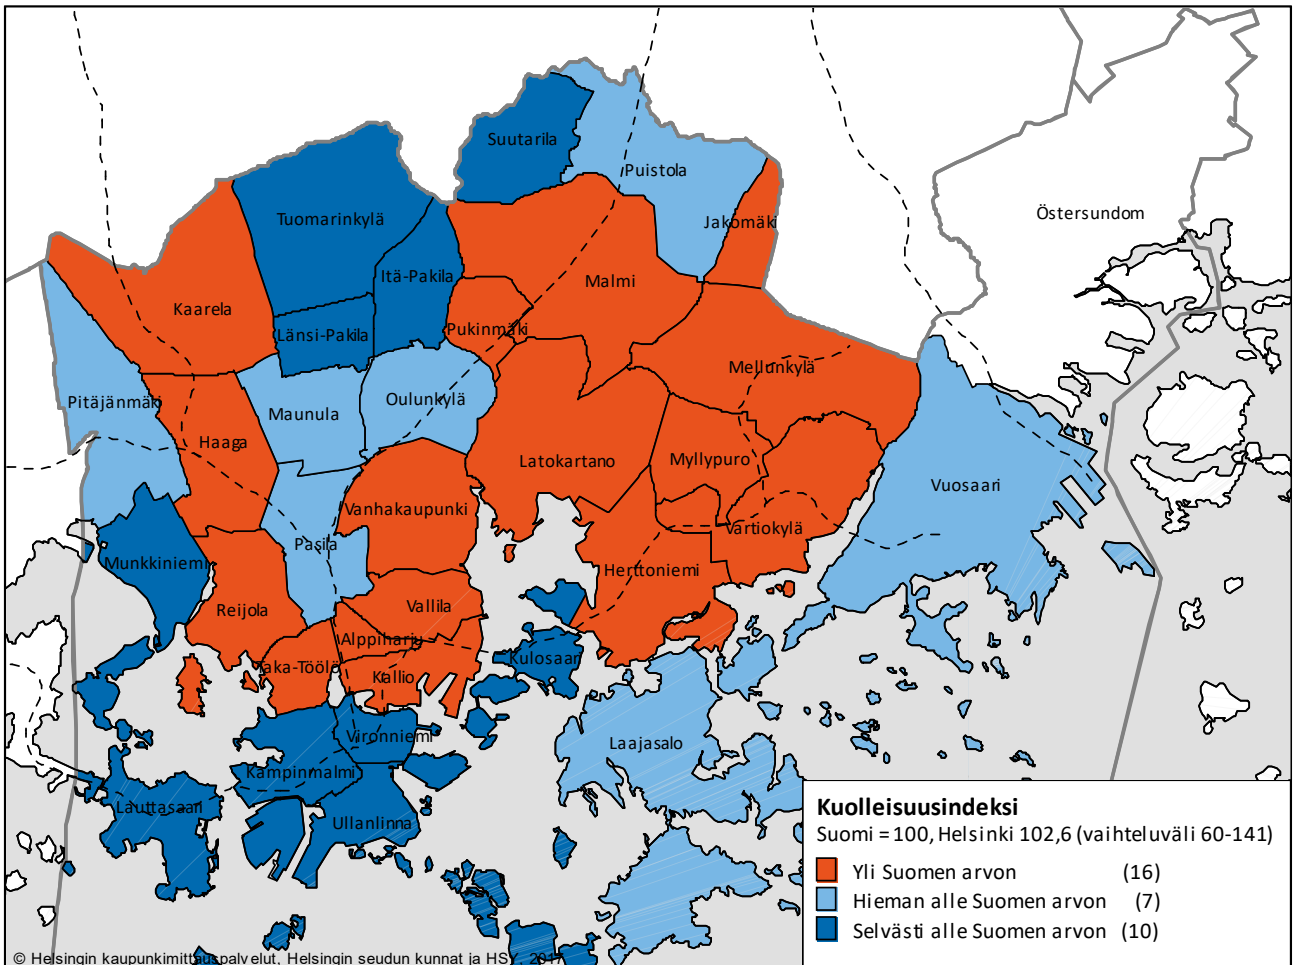 Suutarila
Puistola
Östersundom
Tuomarinkylä
Jakomäki
Itä-Pakila
Malmi
Kaarela
Länsi-Pakila
Pukinmäki
Mellunkylä
Pitäjänmäki
Maunula
Oulunkylä
Haaga
Latokartano
Myllypuro
Vuosaari
Vanhakaupunki
Vartiokylä
Pasila
Munkkiniemi
Herttoniemi
Reijola
Vallila
Alppiharju
Taka-Töölö
Kallio
Kulosaari
Vironniemi
Laajasalo
Kampinmalmi
Lauttasaari
Ullanlinna
Kuolleisuusindeksi
Suomi = 100, Helsinki 102,6 (vaihteluväli 60-141)
Yli Suomen arvon (16)
Hieman alle Suomen arvon (7)
Selvästi alle Suomen arvon (10)
© Helsingin kaupunkimittauspalvelut, Helsingin seudun kunnat ja HSY, 2017